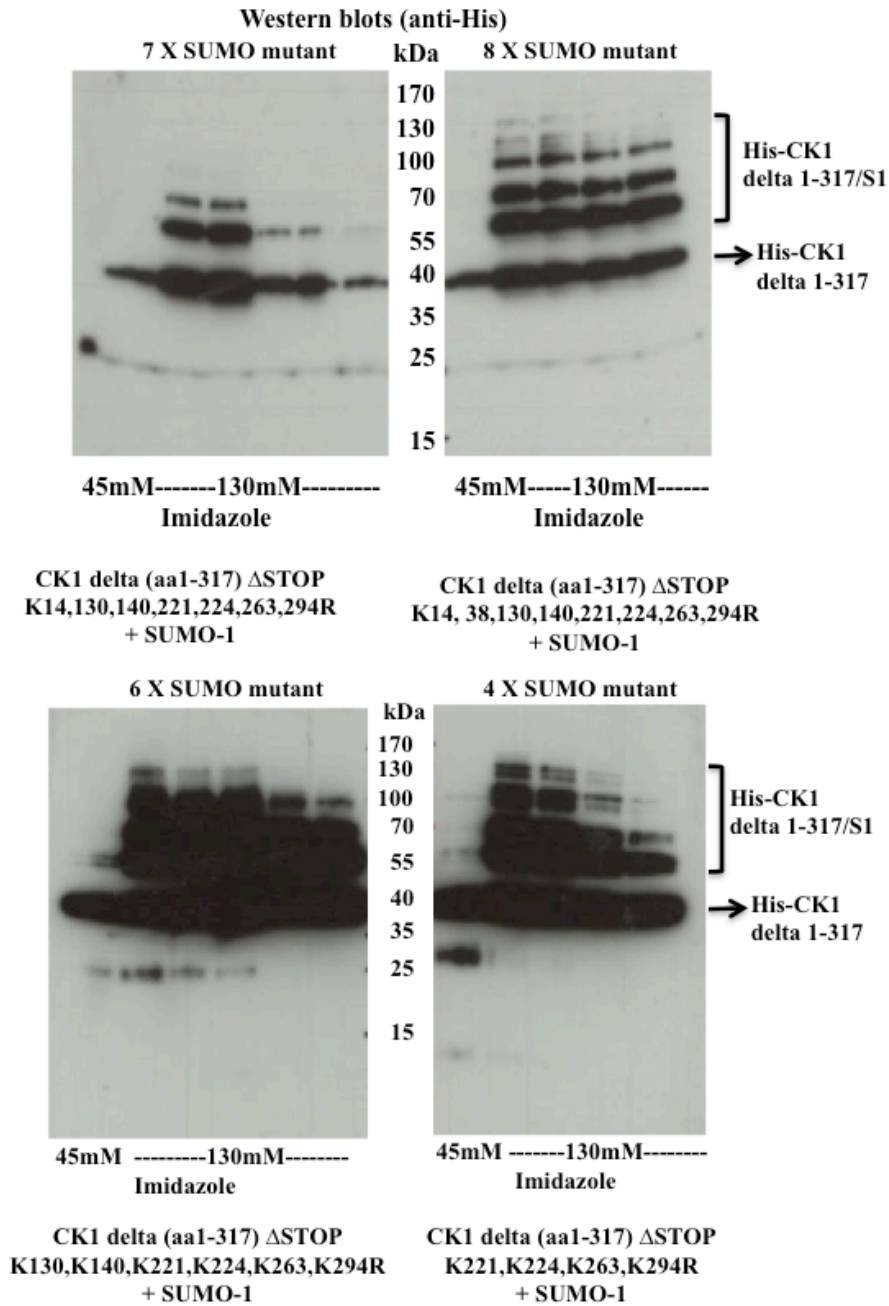 Western blots (anti-His)
7 X SUMO mutant
kDa
8 X SUMO mutant
170
130
100
70
55
40
35
25
15
His-CK1
delta 1-317/S1
His-CK1
delta 1-317
45mM-------130mM---------
Imidazole
45mM-----130mM------
Imidazole
CK1 delta (aa1-317) ΔSTOP
K14,130,140,221,224,263,294R
+ SUMO-1
CK1 delta (aa1-317) ΔSTOP
K14, 38,130,140,221,224,263,294R
+ SUMO-1
6 X SUMO mutant
kDa
4 X SUMO mutant
170
130
100
70
55
40
35
25
15
His-CK1
delta 1-317/S1
His-CK1
delta 1-317
45mM ---------130mM--------
Imidazole
45mM -------130mM--------
Imidazole
CK1 delta (aa1-317) ΔSTOP
K130,K140,K221,K224,K263,K294R
+ SUMO-1
CK1 delta (aa1-317) ΔSTOP
K221,K224,K263,K294R
+ SUMO-1